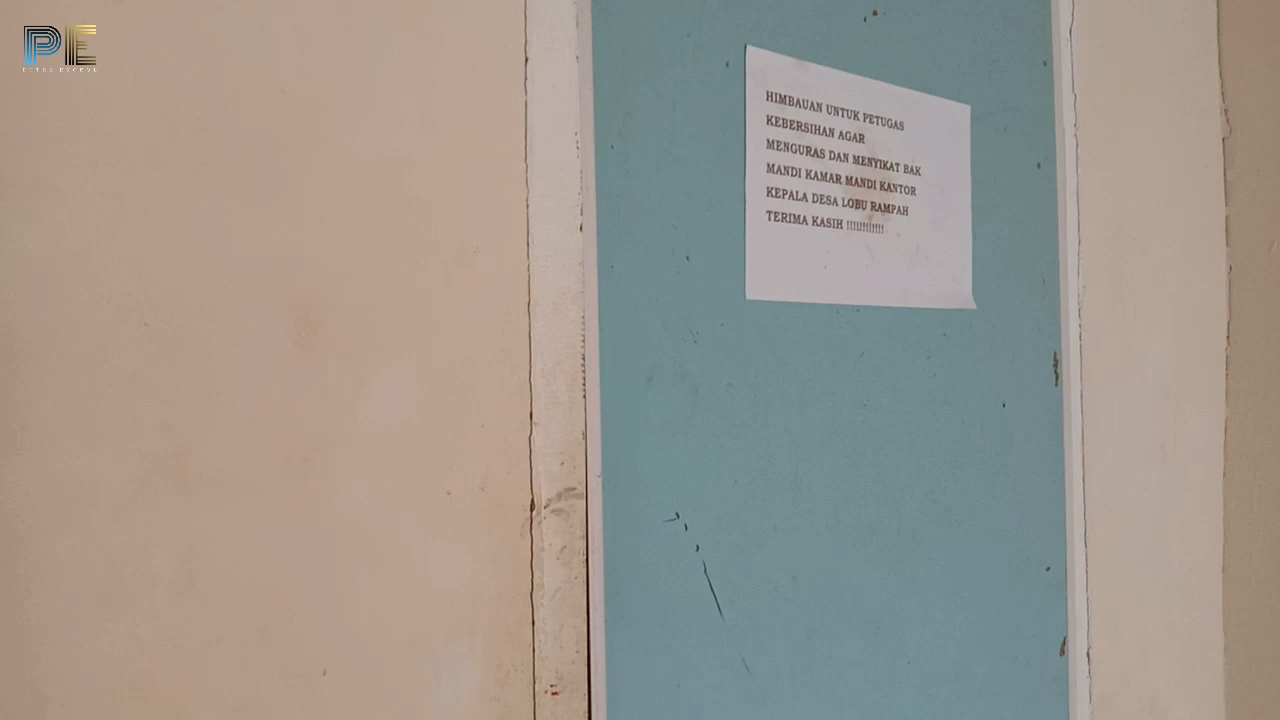 PE
HIMBAUAN UNTUK PETUGAS
KEBERSIHAN AGAR
MENGURAS DAN MENYIKAT BAK
MANDI KAMAR MANDI KANTOR
KEPALA DESA LOBU RAMPAH
TERIMA KASIH !!!!!!!!!!!!